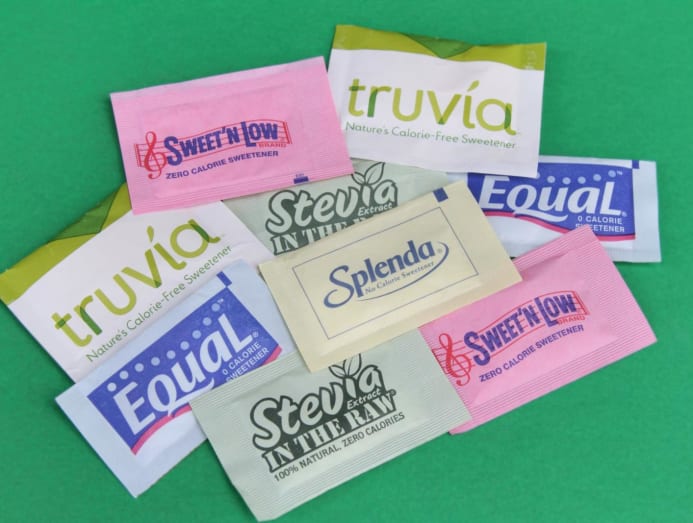 truvía
Nature's Calorie-Free Sweetener
SWEET'N LOW®
BRAND
ZERO CALORIE SWEETENER
Stevia
Extract
IN THE
EQUAL®
0 CALORIE
SWEETENER
truvía
Nature's Calorie-Free Sweetener
Splenda®
No Calorie Sweetener
SWEET'N LOW®
BRAND
ZERO CALORIE SWEETENER
EQUAL®
0 CALORIE
SWEETENER
Stevia
Extract
IN THE RAW®
100% NATURAL, ZERO CALORIES